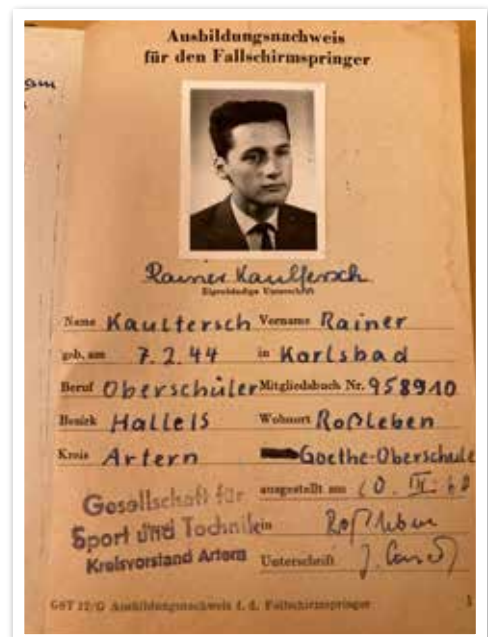 am
Ausbildungsnachweis
für den Fallschirmspringer
Rainer Kaulfersch
Eigenhändige Unterschrift
Name Kaulfersch Vorname Rainer
geb. am 7.2.44 in Karlsbad
Beruf Oberschüler Mitgliedsbuch Nr. 958910
Bezirk Halle/S Wohnort Roßleben
Kreis Artern Goethe-Oberschule
ausgestellt am
Gesellschaft für
Sport und Technik in Roßleben
Kreisvorstand Artern Unterschrift
GST 22/G Ausbildungsnachweis f. d. Fallschirmspringer 1